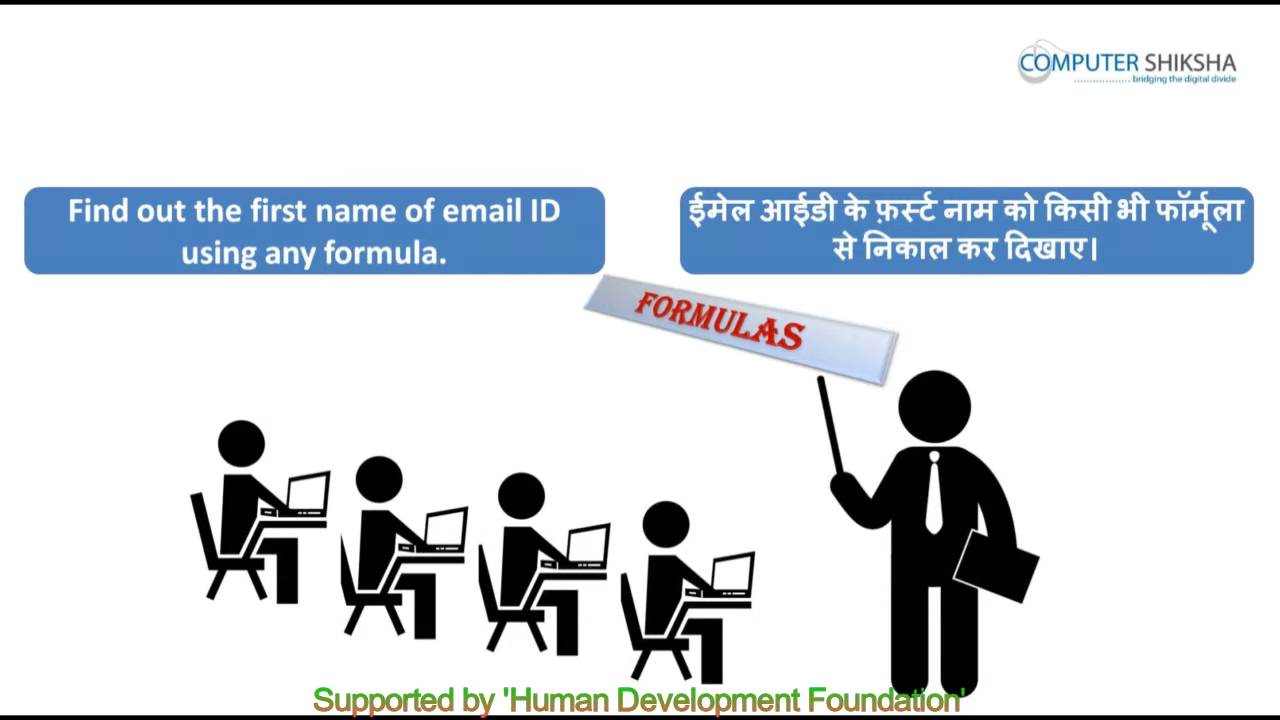 COMPUTER SHIKSHA
.................. bridging the digital divide
Find out the first name of email ID
using any formula.
ईमेल आईडी के फ़र्स्ट नाम को किसी भी फॉर्मूला
से निकाल कर दिखाए।
FORMULAS
Supported by 'Human Development Foundation'